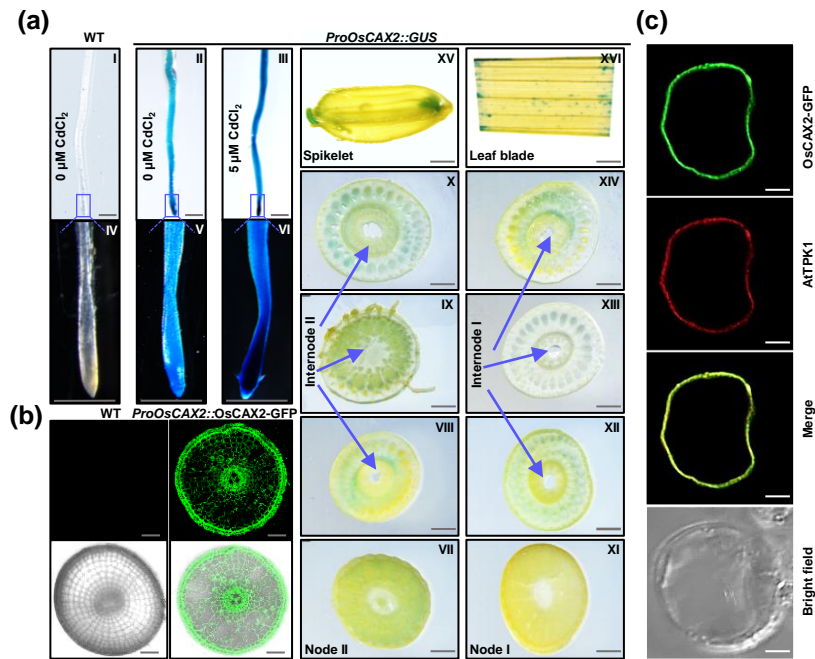 (a)
WT
ProOsCAX2::GUS
I
II
III
XV
XVI
0 μM CdCl2
0 μM CdCl2
5 μM CdCl2
Spikelet
Leaf blade
IV
V
VI
X
XIV
Internode II
IX
Internode I
XIII
VIII
XII
VII
Node II
XI
Node I
(b)
WT
ProOsCAX2::OsCAX2-GFP
(c)
OsCAX2-GFP
AtTPK1
Merge
Bright field